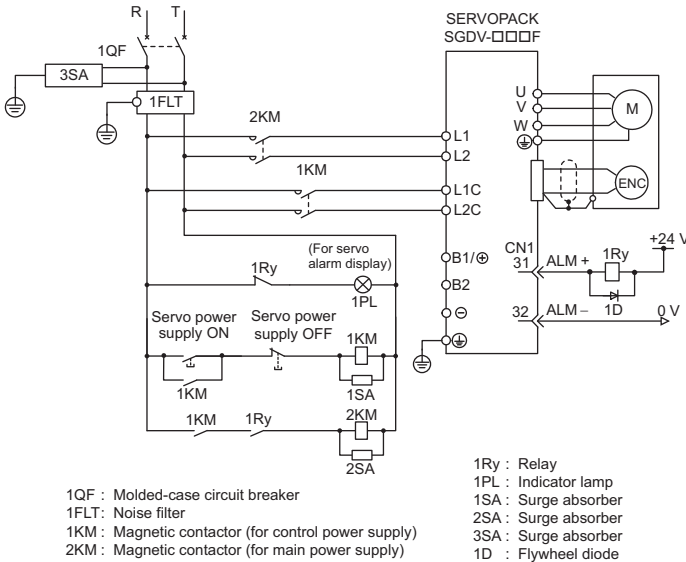 R T
SERVOPACK
SGDV-□□□F
1QF
3SA
1FLT
2KM
1KM
L1
L2
L1C
L2C
U
V
W
M
ENC
B1/⊕
B2
⊖
CN1
31 ALM +
1Ry
+24 V
1D
32 ALM − 0 V
(For servo
alarm display)
1Ry
1PL
Servo power
supply ON
Servo power
supply OFF
1KM
1KM
1SA
1KM 1Ry 2KM
2SA
1QF : Molded-case circuit breaker
1FLT: Noise filter
1KM : Magnetic contactor (for control power supply)
2KM : Magnetic contactor (for main power supply)
1Ry : Relay
1PL : Indicator lamp
1SA : Surge absorber
2SA : Surge absorber
3SA : Surge absorber
1D : Flywheel diode